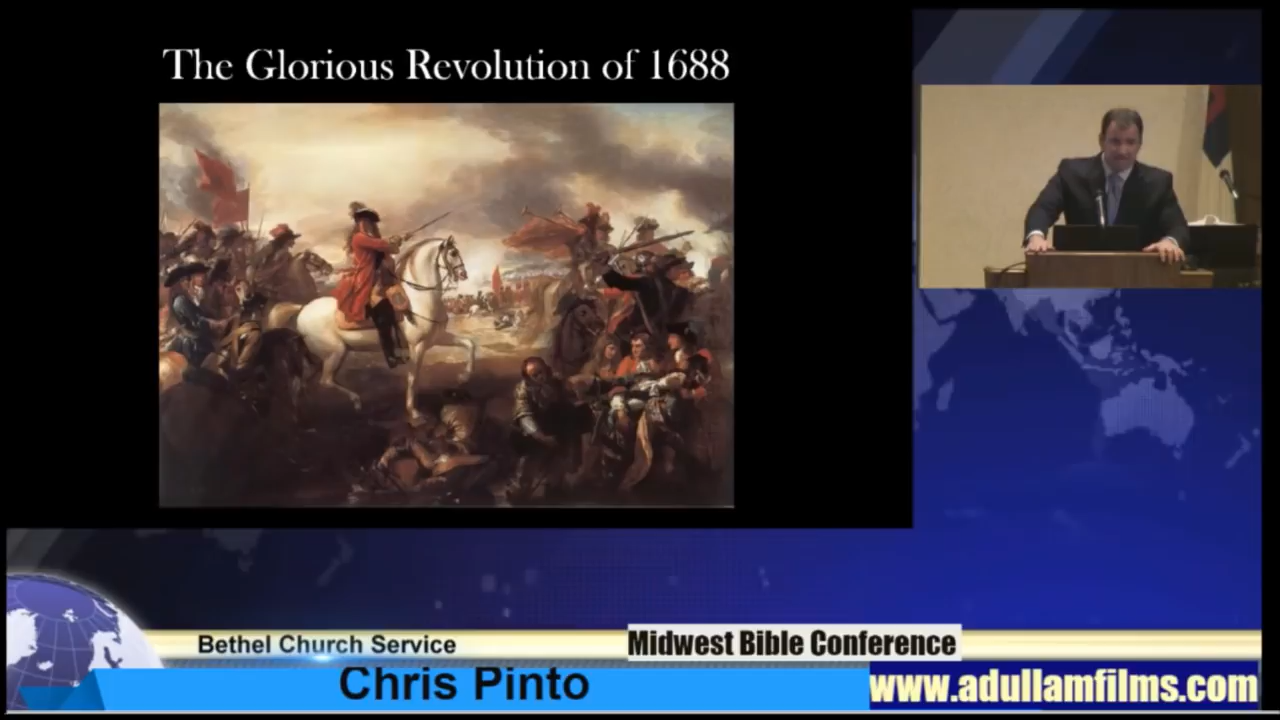 The Glorious Revolution of 1688
Bethel Church Service
Midwest Bible Conference
Chris Pinto
www.adullamfilms.com